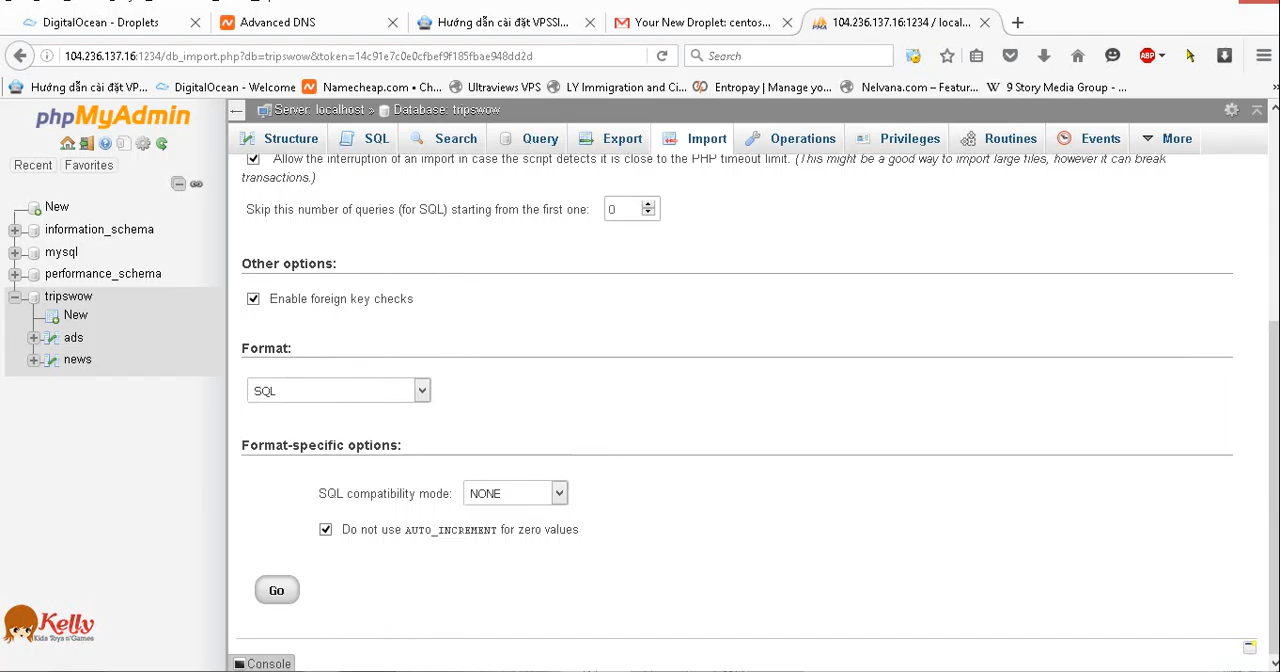 DigitalOcean - Droplets
Advanced DNS
Hướng dẫn cài đặt VPSSI...
Your New Droplet: centos...
104.236.137.16:1234 / local...
104.236.137.16:1234/db_import.php?db=tripswow&token=14c91e7c0e0cfbef9f185fbae948dd2d
Search
ABP
Hướng dẫn cài đặt VP...
DigitalOcean - Welcome
Namecheap.com • Ch...
Ultraviews VPS
LY Immigration and Ci...
Entropay | Manage yo...
Nelvana.com – Featur...
W 9 Story Media Group - ...
phpMyAdmin
Recent
Favorites
New
information_schema
mysql
performance_schema
tripswow
New
ads
news
Kelly
Kids Toys n'Games
Server: localhost » Database: tripswow
Structure
SQL
Search
Query
Export
Import
Operations
Privileges
Routines
Events
More
Allow the interruption of an import in case the script detects it is close to the PHP timeout limit. (This might be a good way to import large files, however it can break
transactions.)
Skip this number of queries (for SQL) starting from the first one: 0
Other options:
Enable foreign key checks
Format:
SQL
Format-specific options:
SQL compatibility mode: NONE
Do not use AUTO_INCREMENT for zero values
Go
Console